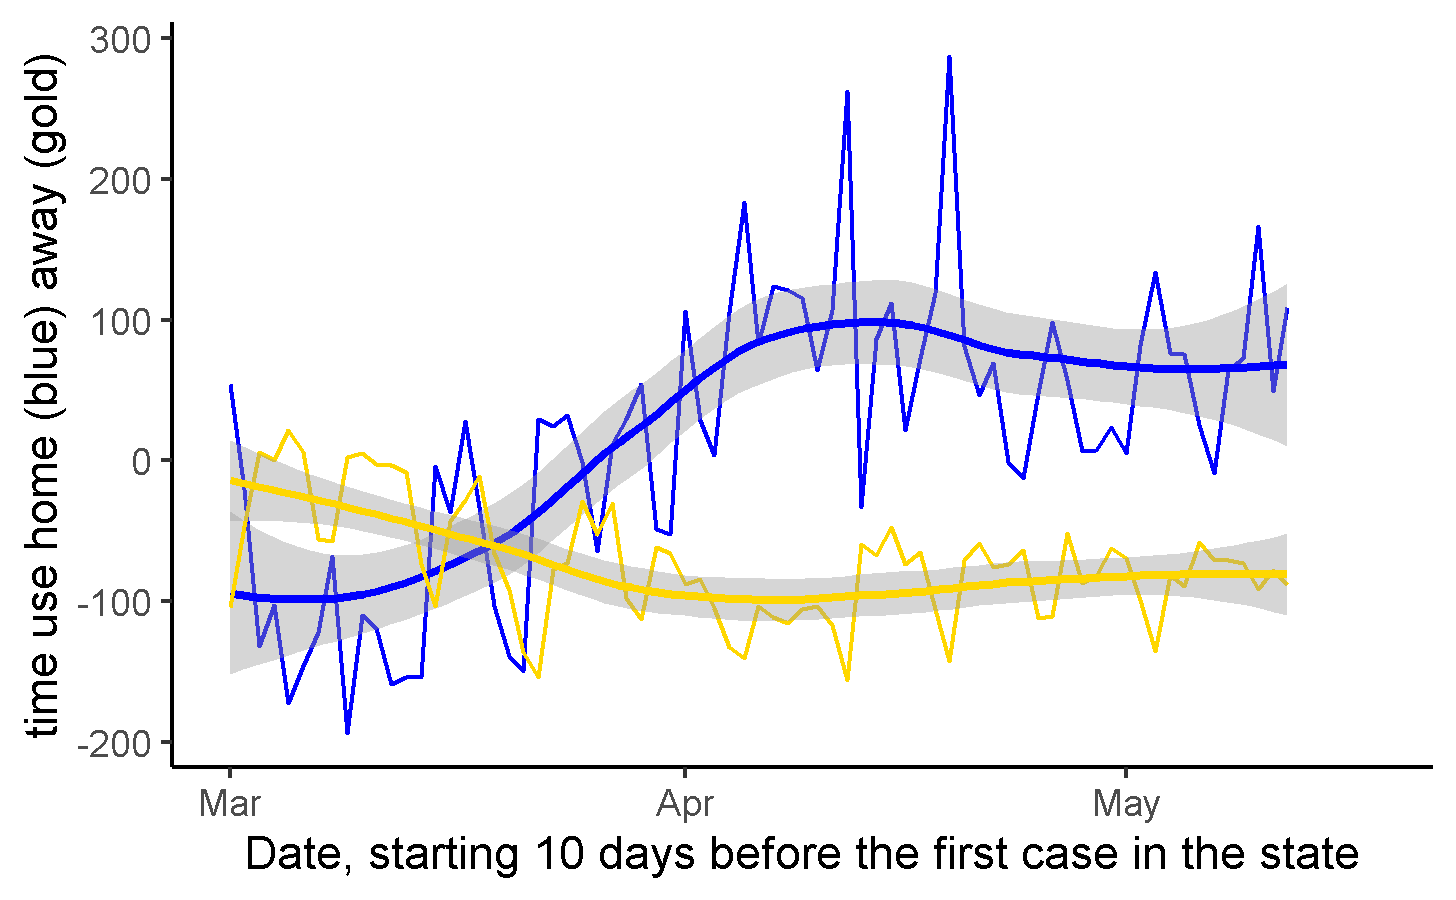 time use home (blue) away (gold)
300
200
100
0
-100
-200
Mar
Apr
May
Date, starting 10 days before the first case in the state